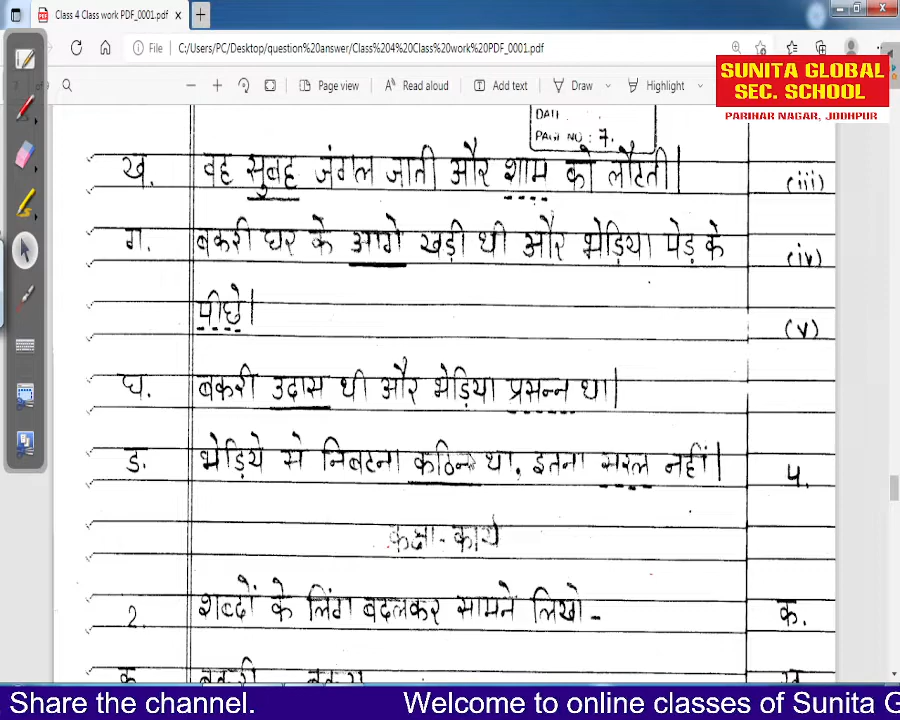 Class 4 Class work PDF_0001.pdf
File C:/Users/PC/Desktop/question%20answer/Class%204%20Class%20work%20PDF_0001.pdf
Page view Read aloud Add text Draw Highlight
SUNITA GLOBAL
SEC. SCHOOL
PARIHAR NAGAR, JODHPUR
DATE
PAGE NO : 7.
ख. वह सुबह जंगल जाती और शाम को लौटती। (iii)
ग. बकरी घर के आगे खड़ी थी और भेड़िया पेड़ के (iv)
पीछे। (v)
घ. बकरी उदास थी और भेड़िया प्रसन्न था।
ङ. भेड़िये से निबटना कठिन था, इतना सरल नहीं। प.
कक्षा-कार्य
2. शब्दों के लिंग बदलकर सामने लिखो - क.
Share the channel. Welcome to online classes of Sunita G